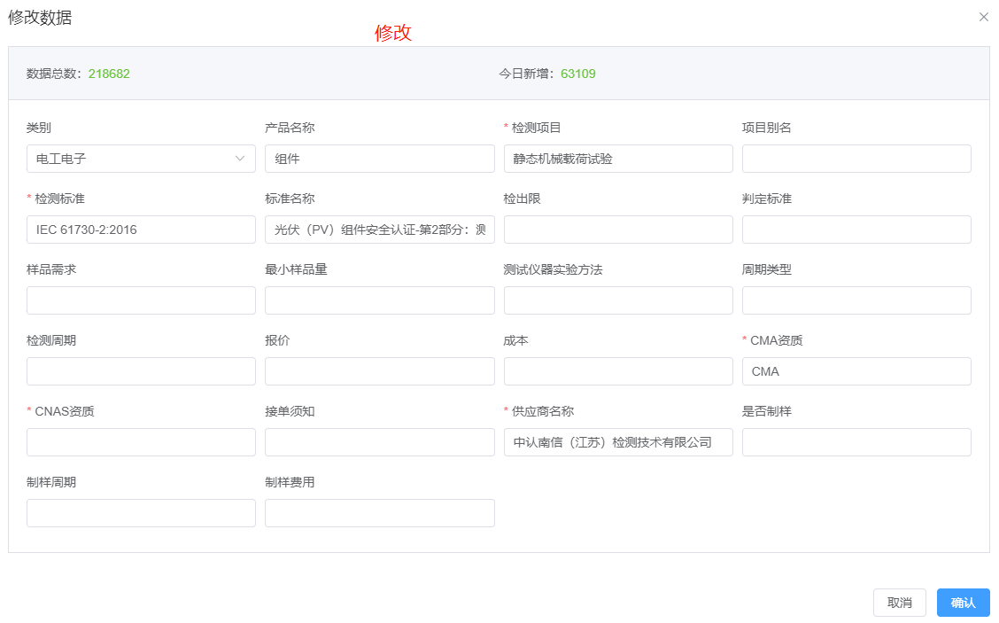 修改数据
修改
数据总数：218682 今日新增：63109
类别 产品名称 * 检测项目 项目别名
电工电子 组件 静态机械载荷试验
* 检测标准 标准名称 检出限 判定标准
IEC 61730-2:2016 光伏（PV）组件安全认证-第2部分：测
样品需求 最小样品量 测试仪器实验方法 周期类型
检测周期 报价 成本 * CMA资质
CMA
* CNAS资质 接单须知 * 供应商名称 是否制样
中认南信（江苏）检测技术有限公司
制样周期 制样费用
取消 确认